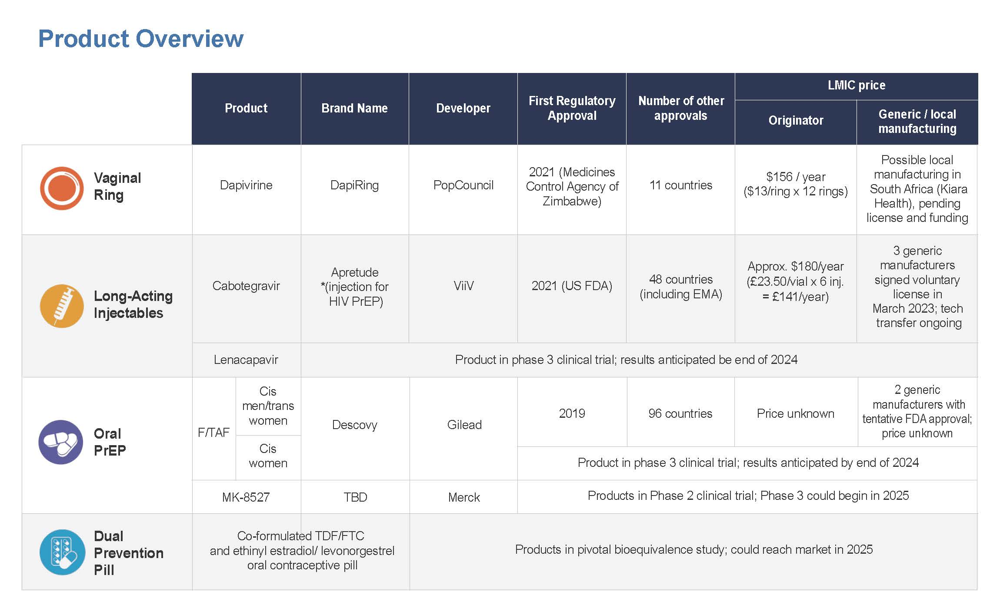 Product Overview
Product
Brand Name
Developer
First Regulatory
Approval
Number of other
approvals
LMIC price
Originator
Generic / local
manufacturing
Vaginal
Ring
Dapivirine
DapiRing
PopCouncil
2021 (Medicines
Control Agency of
Zimbabwe)
11 countries
$156 / year
($13/ring x 12 rings)
Possible local
manufacturing in
South Africa (Kiara
Health), pending
license and funding
Long-Acting
Injectables
Cabotegravir
Apretude
*(injection for
HIV PrEP)
ViiV
2021 (US FDA)
48 countries
(including EMA)
Approx. $180/year
(£23.50/vial x 6 inj.
= £141/year)
3 generic
manufacturers
signed voluntary
license in
March 2023; tech
transfer ongoing
Lenacapavir
Product in phase 3 clinical trial; results anticipated be end of 2024
Oral
PrEP
F/TAF
Cis
men/trans
women
Cis
women
Descovy
Gilead
2019
96 countries
Price unknown
2 generic
manufacturers with
tentative FDA approval;
price unknown
Product in phase 3 clinical trial; results anticipated by end of 2024
MK-8527
TBD
Merck
Products in Phase 2 clinical trial; Phase 3 could begin in 2025
Dual
Prevention
Pill
Co-formulated TDF/FTC
and ethinyl estradiol/ levonorgestrel
oral contraceptive pill
Products in pivotal bioequivalence study; could reach market in 2025